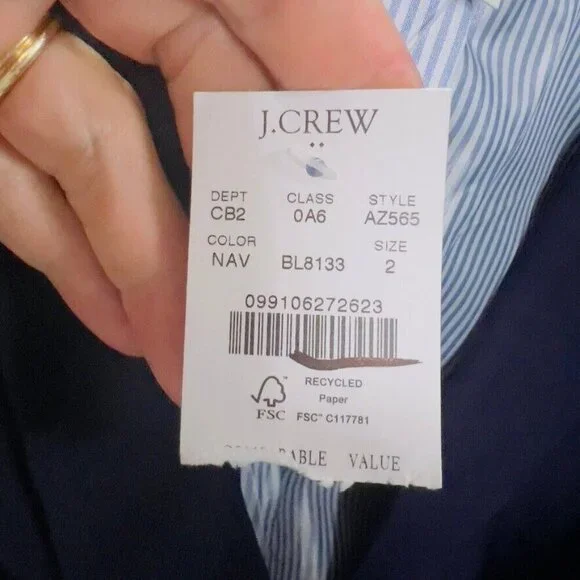 J.CREW
DEPT CLASS STYLE
CB2 0A6 AZ565
COLOR SIZE
NAV BL8133 2
099106272623
RECYCLED
Paper
FSC™ FSC® C117781
VALUE